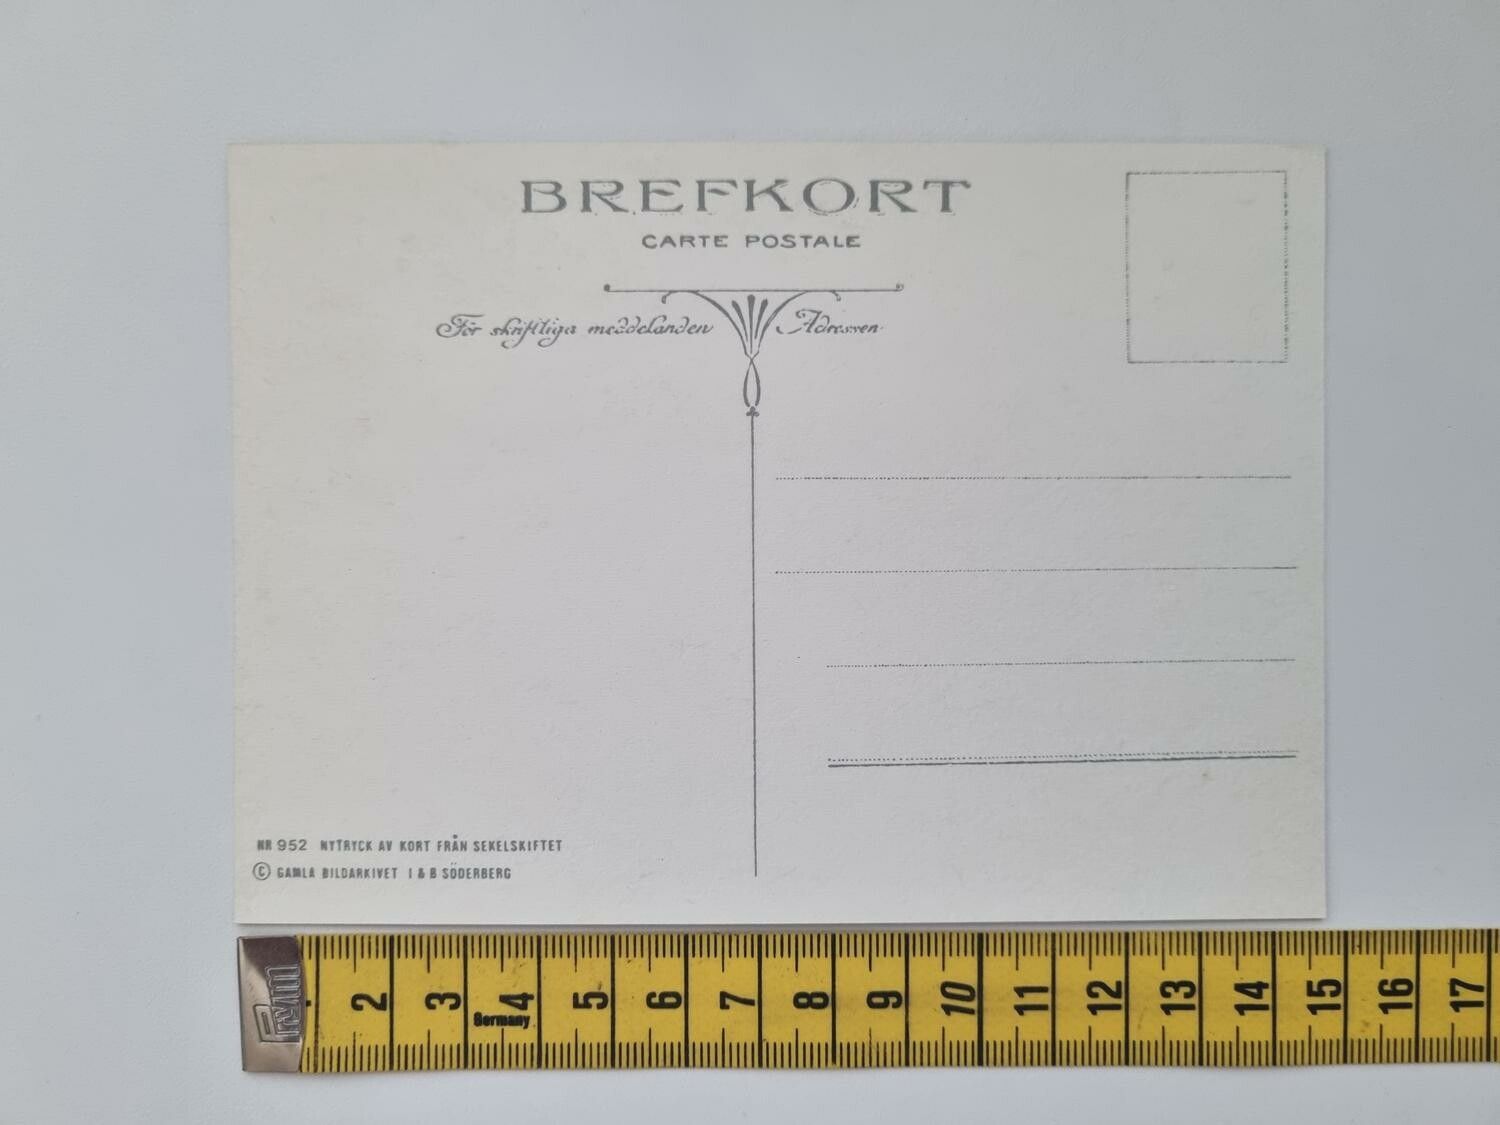 BREFKORT
CARTE POSTALE
För skriftliga meddelanden
Adressen
NR 952 NYTRYCK AV KORT FRÅN SEKELSKIFTET
© GAMLA BILDARKIVET I & B SÖDERBERG
Prym
2 3 4 5 6 7 8 9 10 11 12 13 14 15 16 17
Germany